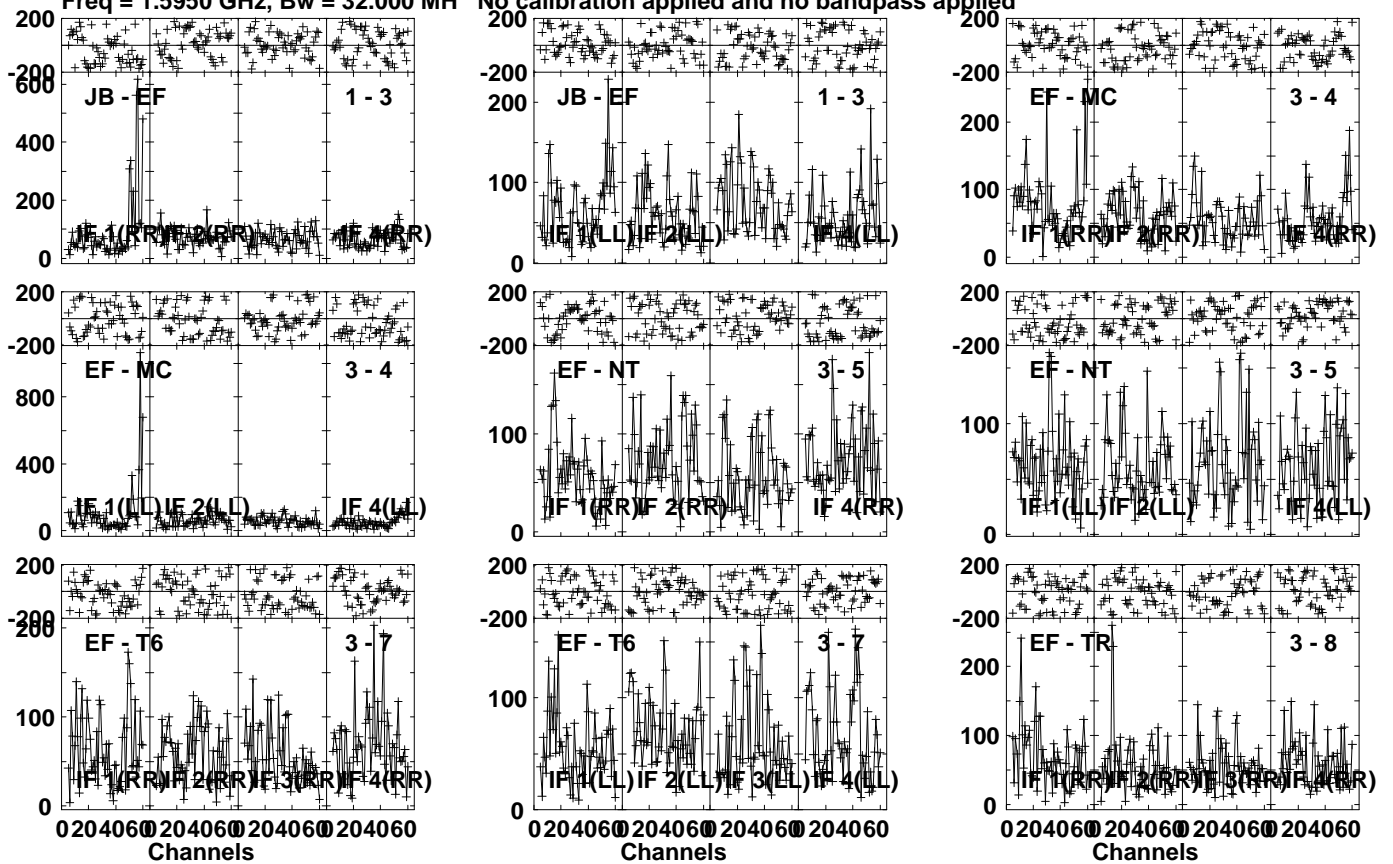 Freq = 1.5950 GHz, Bw = 32.000 MH No calibration applied and no bandpass applied
200
-200
600
400
200
0
JB - EF 1 - 3
IF 1(RR) IF 2(RR) IF 4(RR)
200
-200
200
100
0
JB - EF 1 - 3
IF 1(LL) IF 2(LL) IF 4(LL)
200
-200
200
100
0
EF - MC 3 - 4
IF 1(RR) IF 2(RR) IF 4(RR)
200
-200
800
400
0
EF - MC 3 - 4
IF 1(LL) IF 2(LL) IF 4(LL)
200
-200
100
0
EF - NT 3 - 5
IF 1(RR) IF 2(RR) IF 4(RR)
200
-200
100
0
EF - NT 3 - 5
IF 1(LL) IF 2(LL) IF 4(LL)
200
-200
200
100
0
EF - T6 3 - 7
IF 1(RR) IF 2(RR) IF 3(RR) IF 4(RR)
0 20 40 60 0 20 40 60 0 20 40 60 0 20 40 60
Channels
200
-200
100
0
EF - T6 3 - 7
IF 1(LL) IF 2(LL) IF 3(LL) IF 4(LL)
0 20 40 60 0 20 40 60 0 20 40 60 0 20 40 60
Channels
200
-200
200
100
0
EF - TR 3 - 8
IF 1(RR) IF 2(RR) IF 3(RR) IF 4(RR)
0 20 40 60 0 20 40 60 0 20 40 60 0 20 40 60
Channels